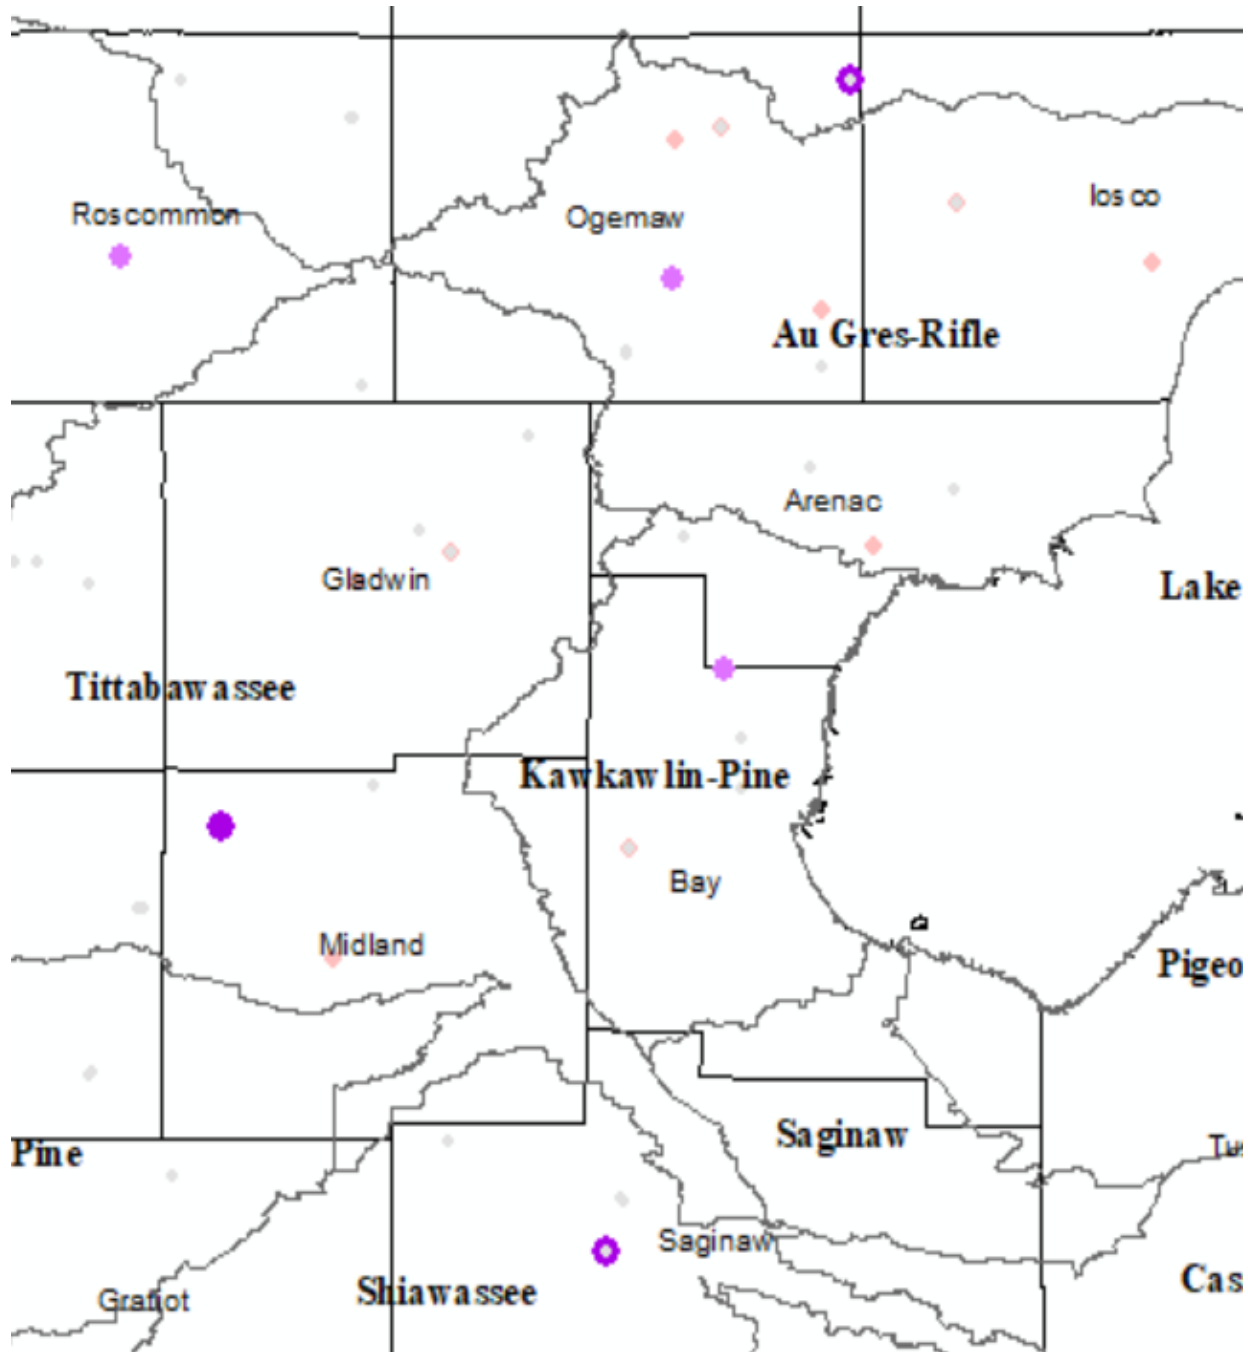 Roscommon
Ogemaw
Iosco
Au Gres-Rifle
Arenac
Gladwin
Lake
Tittabawassee
Kawkawlin-Pine
Bay
Midland
Pigeo
Pine
Saginaw
Tus
Saginaw
Shiawassee
Cas
Gratiot